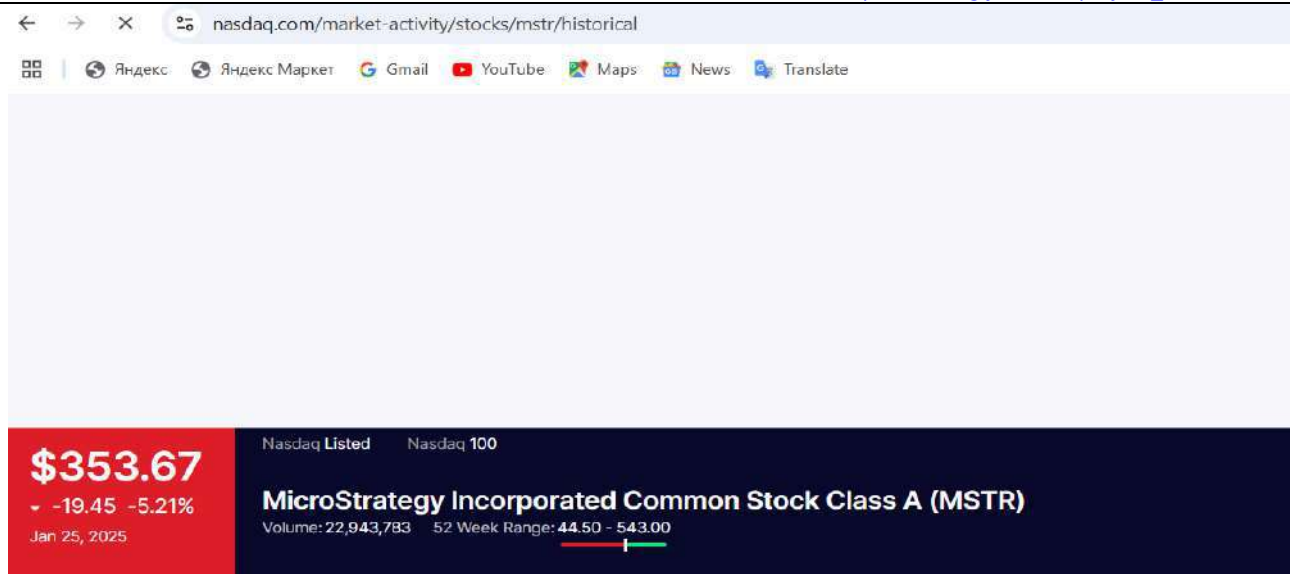 nasdaq.com/market-activity/stocks/mstr/historical
Яндекс Яндекс Маркет Gmail YouTube Maps News Translate
Nasdaq Listed Nasdaq 100
$353.67
-19.45 -5.21%
Jan 25, 2025
MicroStrategy Incorporated Common Stock Class A (MSTR)
Volume: 22,943,783 52 Week Range: 44.50 - 543.00